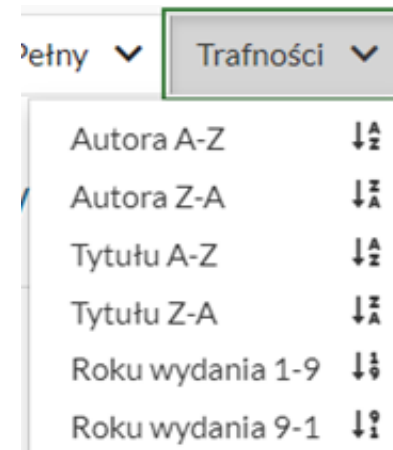 Pełny Trafności
Autora A-Z
Autora Z-A
Tytułu A-Z
Tytułu Z-A
Roku wydania 1-9
Roku wydania 9-1